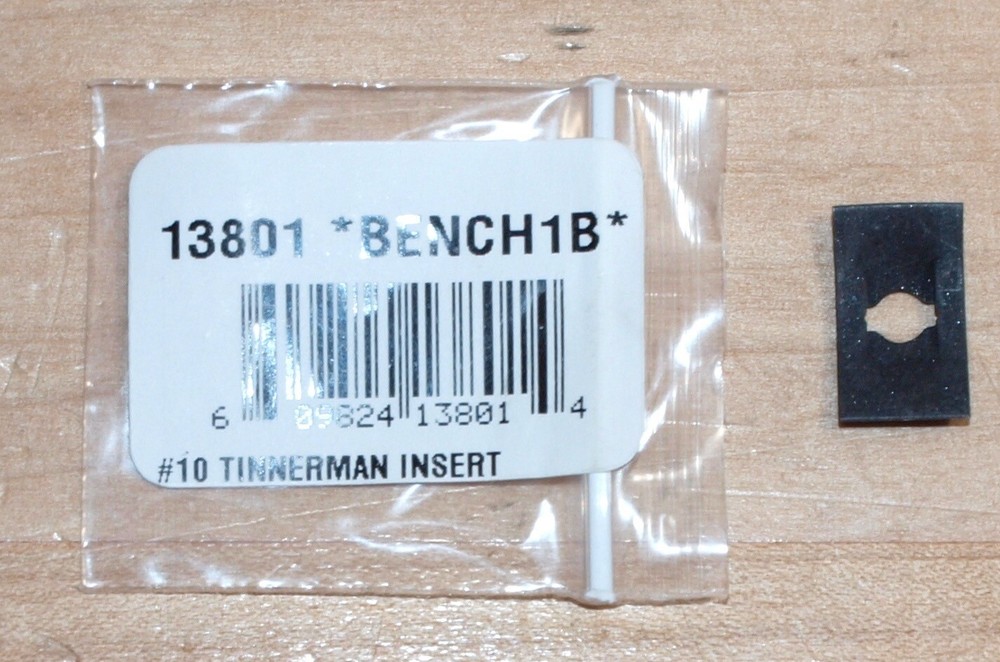 13801 *BENCH1B*
6 09824 13801 4
#10 TINNERMAN INSERT